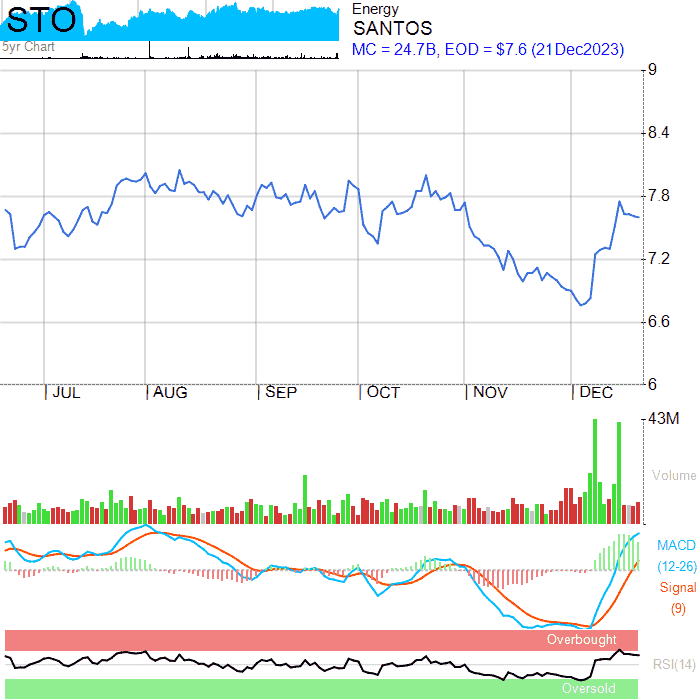 STO
5yr Chart
Energy
SANTOS
MC = 24.7B, EOD = $7.6 (21Dec2023)
9
8.4
7.8
7.2
6.6
6
JUL
AUG
SEP
OCT
NOV
DEC
43M
Volume
MACD
(12-26)
Signal
(9)
Overbought
RSI(14)
Oversold